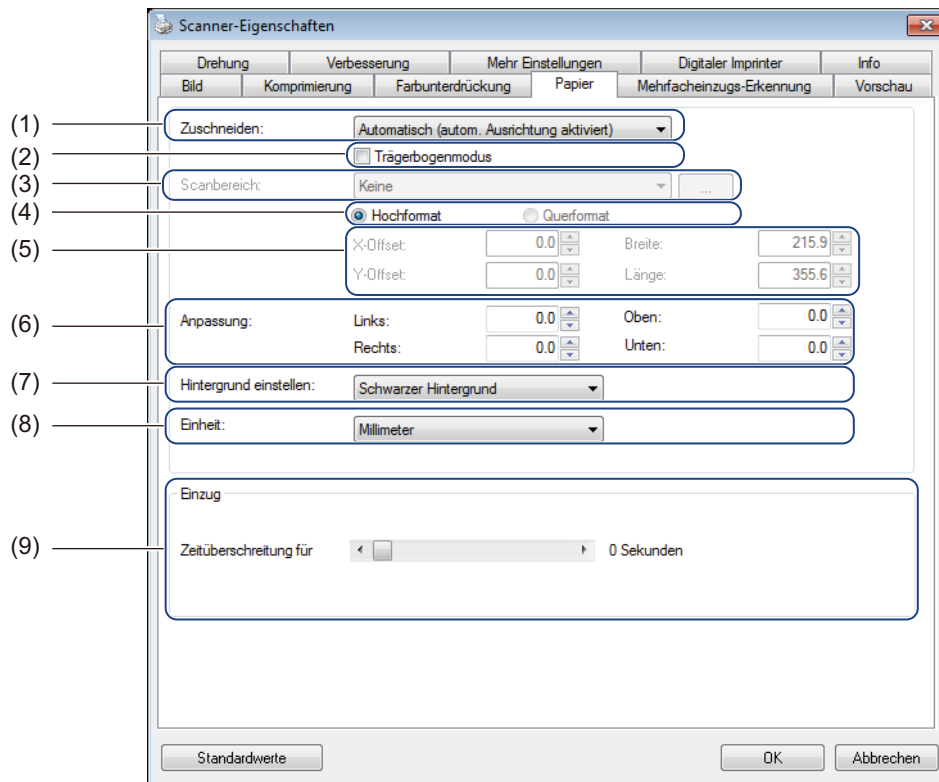 Scanner-Eigenschaften
Drehung Verbesserung Mehr Einstellungen Digitaler Imprinter Info
Bild Komprimierung Farbunterdrückung Papier Mehrfacheinzugs-Erkennung Vorschau
(1) Zuschneiden: Automatisch (autom. Ausrichtung aktiviert)
(2) Trägerbogenmodus
(3) Scanbereich: Keine ...
(4) Hochformat Querformat
(5) X-Offset: 0.0 Breite: 215.9
Y-Offset: 0.0 Länge: 355.6
(6) Anpassung: Links: 0.0 Oben: 0.0
Rechts: 0.0 Unten: 0.0
(7) Hintergrund einstellen: Schwarzer Hintergrund
(8) Einheit: Millimeter
Einzug
(9) Zeitüberschreitung für 0 Sekunden
Standardwerte OK Abbrechen